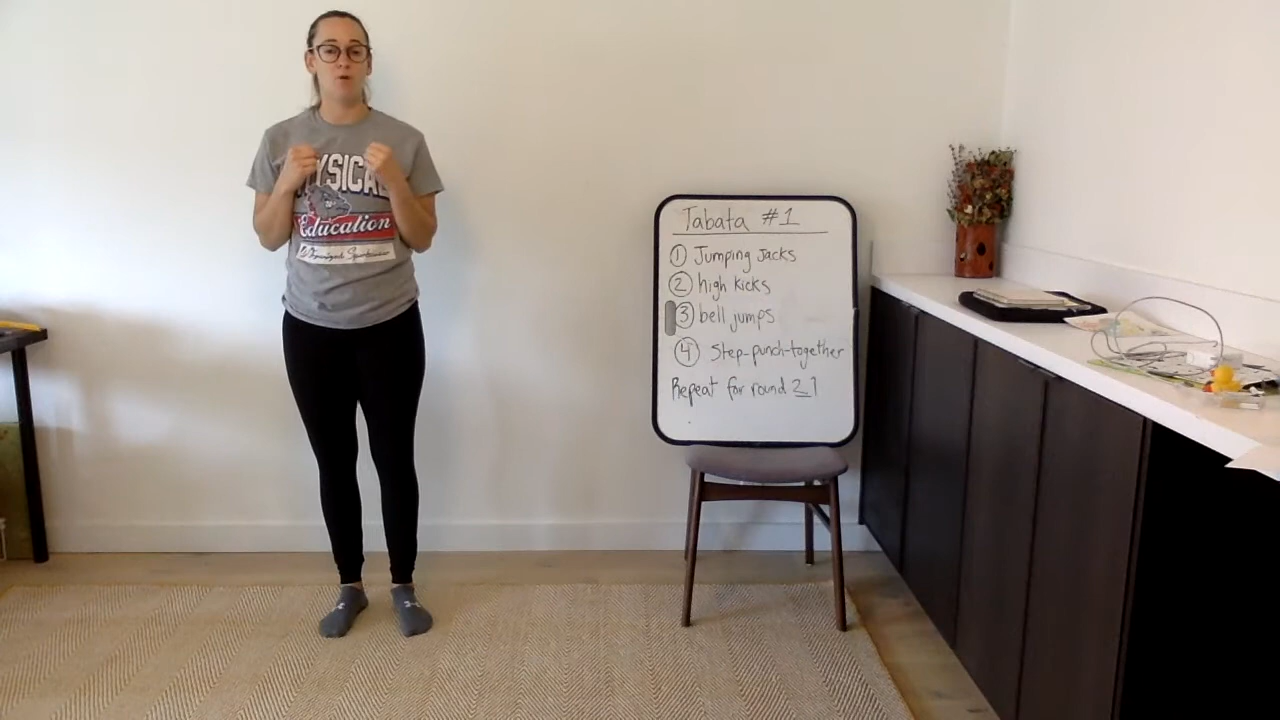 Education
Tabata #1
① Jumping Jacks
② high kicks
③ bell jumps
④ Step-punch-together
Repeat for round 2!